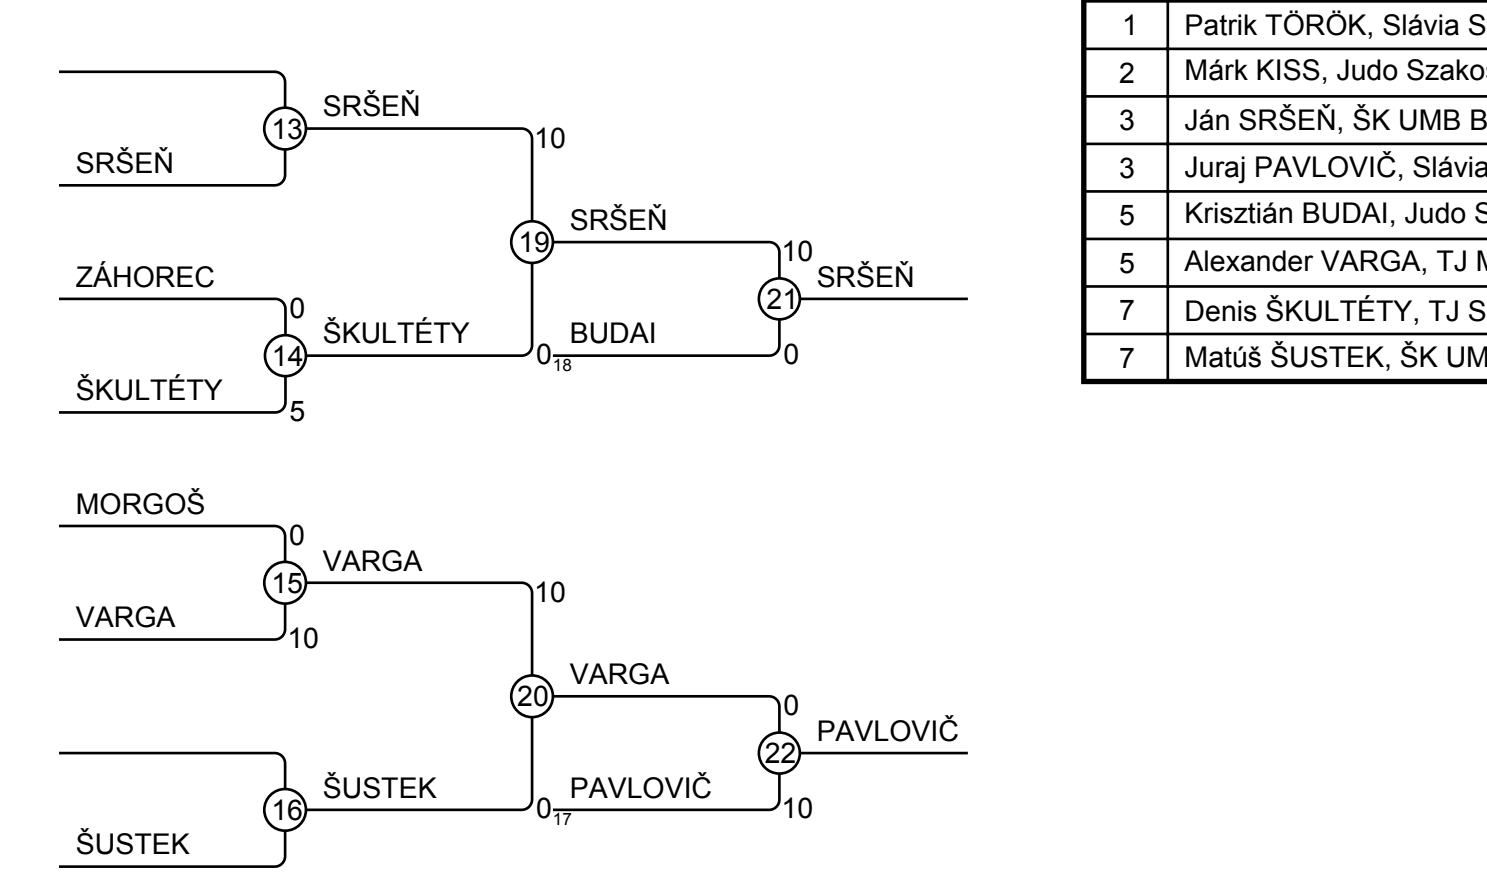 SRŠEŇ
13
SRŠEŇ
10
SRŠEŇ
19
ZÁHOREC
0
ŠKULTÉTY
14
ŠKULTÉTY
5
0
18
BUDAI
10
SRŠEŇ
21
0
MORGOŠ
0
VARGA
15
VARGA
10
10
VARGA
20
ŠUSTEK
16
ŠUSTEK
0
17
PAVLOVIČ
0
PAVLOVIČ
22
10
1 Patrik TÖRÖK, Slávia
2 Márk KISS, Judo
3 Ján SRŠEŇ, ŠK UMB
3 Juraj PAVLOVIČ, Slávia
5 Krisztián BUDAI, Judo
5 Alexander VARGA, TJ
7 Denis ŠKULTÉTY, TJ
7 Matúš ŠUSTEK, ŠK